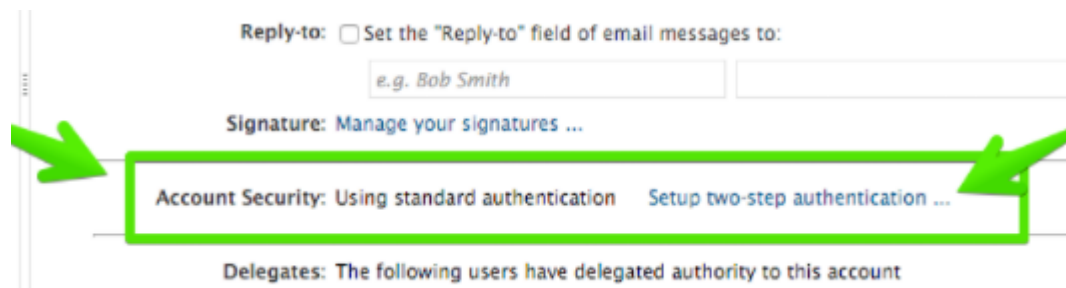 Reply-to: Set the "Reply-to" field of email messages to:
e.g. Bob Smith
Signature: Manage your signatures ...
Account Security: Using standard authentication Setup two-step authentication ...
Delegates: The following users have delegated authority to this account